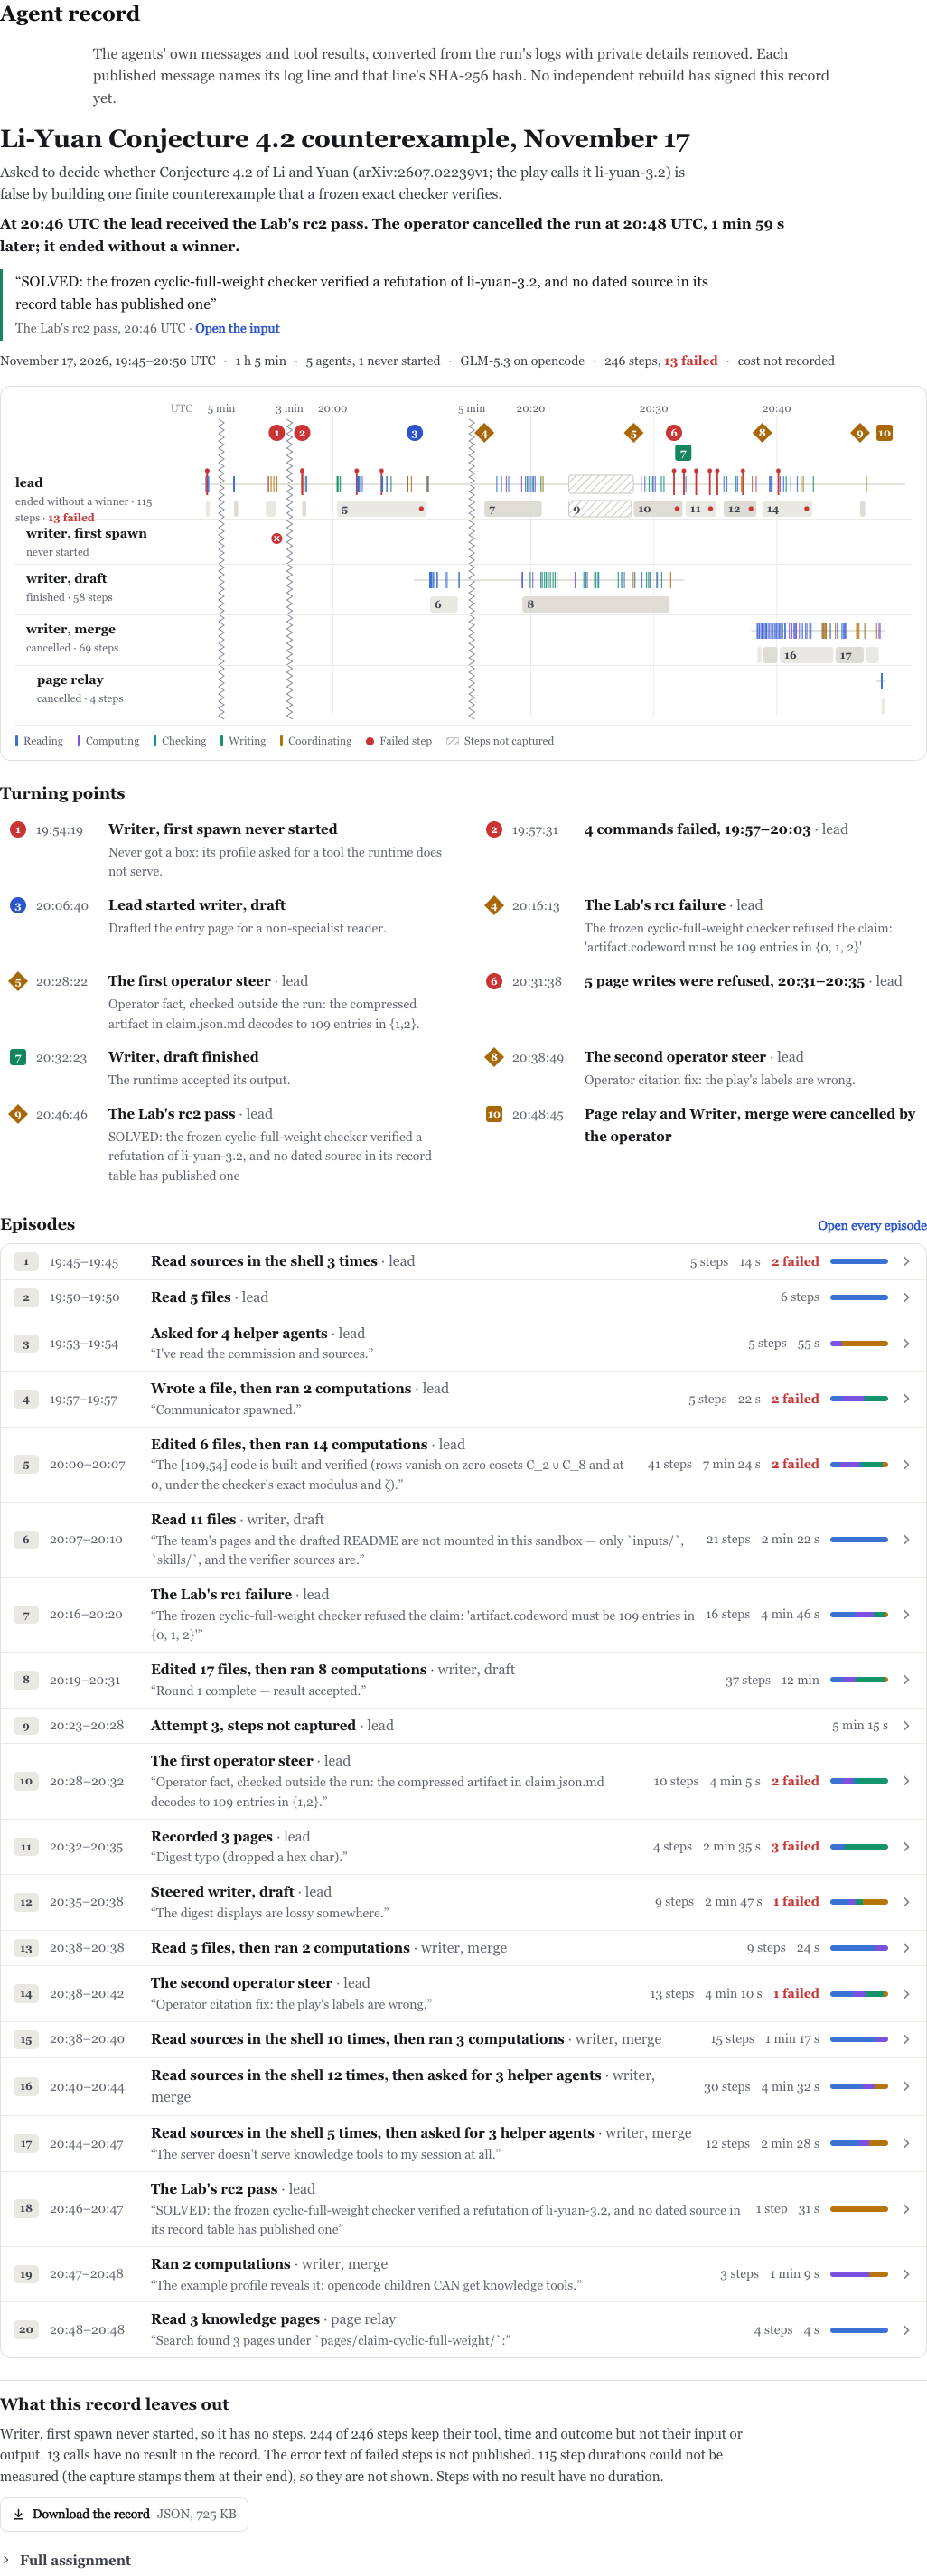 Agent record
The agents' own messages and tool results, converted from the run's logs with private details removed. Each
published message names its log line and that line's SHA-256 hash. No independent rebuild has signed this record
yet.
Li-Yuan Conjecture 4.2 counterexample, November 17
Asked to decide whether Conjecture 4.2 of Li and Yuan (arXiv:2607.02239v1; the play calls it li-yuan-3.2) is
false by building one finite counterexample that a frozen exact checker verifies.
At 20:46 UTC the lead received the Lab's rc2 pass. The operator cancelled the run at 20:48 UTC, 1 min 59 s
later; it ended without a winner.
“SOLVED: the frozen cyclic-full-weight checker verified a refutation of li-yuan-3.2, and no dated source in its
record table has published one”
The Lab's rc2 pass, 20:46 UTC · Open the input
November 17, 2026, 19:45–20:50 UTC · 1 h 5 min · 5 agents, 1 never started · GLM-5.3 on opencode · 246 steps, 13 failed · cost not recorded
UTC 5 min 3 min 20:00 5 min 20:20 20:30 20:40
1 2 3 4 5 6 8 9 10
7
lead
ended without a winner · 115
steps · 13 failed
5 7 9 10 11 12 14
writer, first spawn
never started
writer, draft
finished · 58 steps
6 8
writer, merge
cancelled · 69 steps
16 17
page relay
cancelled · 4 steps
Reading Computing Checking Writing Coordinating Failed step Steps not captured
Turning points
1 19:54:19 Writer, first spawn never started
Never got a box: its profile asked for a tool the runtime does
not serve.
2 19:57:31 4 commands failed, 19:57–20:03 · lead
3 20:06:40 Lead started writer, draft
Drafted the entry page for a non-specialist reader.
4 20:16:13 The Lab's rc1 failure · lead
The frozen cyclic-full-weight checker refused the claim:
'artifact.codeword must be 109 entries in {0, 1, 2}'
5 20:28:22 The first operator steer · lead
Operator fact, checked outside the run: the compressed
artifact in claim.json.md decodes to 109 entries in {1,2}.
6 20:31:38 5 page writes were refused, 20:31–20:35 · lead
7 20:32:23 Writer, draft finished
The runtime accepted its output.
8 20:38:49 The second operator steer · lead
Operator citation fix: the play's labels are wrong.
9 20:46:46 The Lab's rc2 pass · lead
SOLVED: the frozen cyclic-full-weight checker verified a
refutation of li-yuan-3.2, and no dated source in its record
table has published one
10 20:48:45 Page relay and Writer, merge were cancelled by
the operator
Episodes Open every episode
1 19:45–19:45 Read sources in the shell 3 times · lead 5 steps 14 s 2 failed
2 19:50–19:50 Read 5 files · lead 6 steps
3 19:53–19:54 Asked for 4 helper agents · lead 5 steps 55 s
“I've read the commission and sources.”
4 19:57–19:57 Wrote a file, then ran 2 computations · lead 5 steps 22 s 2 failed
“Communicator spawned.”
5 20:00–20:07 Edited 6 files, then ran 14 computations · lead 41 steps 7 min 24 s 2 failed
“The [109,54] code is built and verified (rows vanish on zero cosets C_2 ∪ C_8 and at
0, under the checker's exact modulus and ζ).”
6 20:07–20:10 Read 11 files · writer, draft 21 steps 2 min 22 s
“The team's pages and the drafted README are not mounted in this sandbox — only `inputs/`,
`skills/`, and the verifier sources are.”
7 20:16–20:20 The Lab's rc1 failure · lead 16 steps 4 min 46 s
“The frozen cyclic-full-weight checker refused the claim: 'artifact.codeword must be 109 entries in
{0, 1, 2}'”
8 20:19–20:31 Edited 17 files, then ran 8 computations · writer, draft 37 steps 12 min
“Round 1 complete — result accepted.”
9 20:23–20:28 Attempt 3, steps not captured · lead 5 min 15 s
10 20:28–20:32 The first operator steer · lead 10 steps 4 min 5 s 2 failed
“Operator fact, checked outside the run: the compressed artifact in claim.json.md
decodes to 109 entries in {1,2}.”
11 20:32–20:35 Recorded 3 pages · lead 4 steps 2 min 35 s 3 failed
“Digest typo (dropped a hex char).”
12 20:35–20:38 Steered writer, draft · lead 9 steps 2 min 47 s 1 failed
“The digest displays are lossy somewhere.”
13 20:38–20:38 Read 5 files, then ran 2 computations · writer, merge 9 steps 24 s
14 20:38–20:42 The second operator steer · lead 13 steps 4 min 10 s 1 failed
“Operator citation fix: the play's labels are wrong.”
15 20:38–20:40 Read sources in the shell 10 times, then ran 3 computations · writer, merge 15 steps 1 min 17 s
16 20:40–20:44 Read sources in the shell 12 times, then asked for 3 helper agents · writer,
merge 30 steps 4 min 32 s
17 20:44–20:47 Read sources in the shell 5 times, then asked for 3 helper agents · writer, merge 12 steps 2 min 28 s
“The server doesn't serve knowledge tools to my session at all.”
18 20:46–20:47 The Lab's rc2 pass · lead 1 step 31 s
“SOLVED: the frozen cyclic-full-weight checker verified a refutation of li-yuan-3.2, and no dated source in
its record table has published one”
19 20:47–20:48 Ran 2 computations · writer, merge 3 steps 1 min 9 s
“The example profile reveals it: opencode children CAN get knowledge tools.”
20 20:48–20:48 Read 3 knowledge pages · page relay 4 steps 4 s
“Search found 3 pages under `pages/claim-cyclic-full-weight/`:”
What this record leaves out
Writer, first spawn never started, so it has no steps. 244 of 246 steps keep their tool, time and outcome but not their input or
output. 13 calls have no result in the record. The error text of failed steps is not published. 115 step durations could not be
measured (the capture stamps them at their end), so they are not shown. Steps with no result have no duration.
Download the record JSON, 725 KB
Full assignment